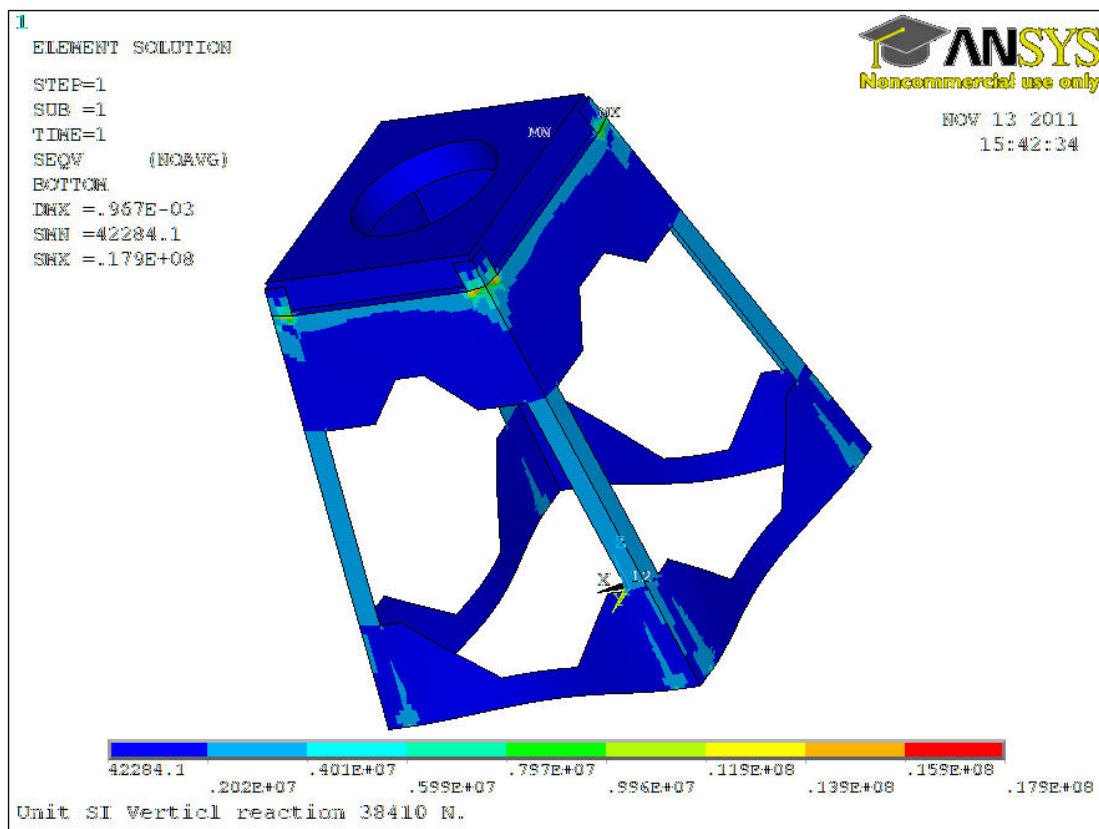 1
ELEMENT SOLUTION
STEP=1
SUB =1
TIME=1
SEQV (NOAVG)
BOTTOM
DMX =.967E-03
SMN =42284.1
SMX =.179E+08
ANSYS
Noncommercial use only
NOV 13 2011
15:42:34
MN
MX
Z
X
Y
42284.1 .401E+07 .797E+07 .119E+08 .159E+08
.202E+07 .599E+07 .996E+07 .139E+08 .179E+08
Unit SI Verticl reaction 38410 N.